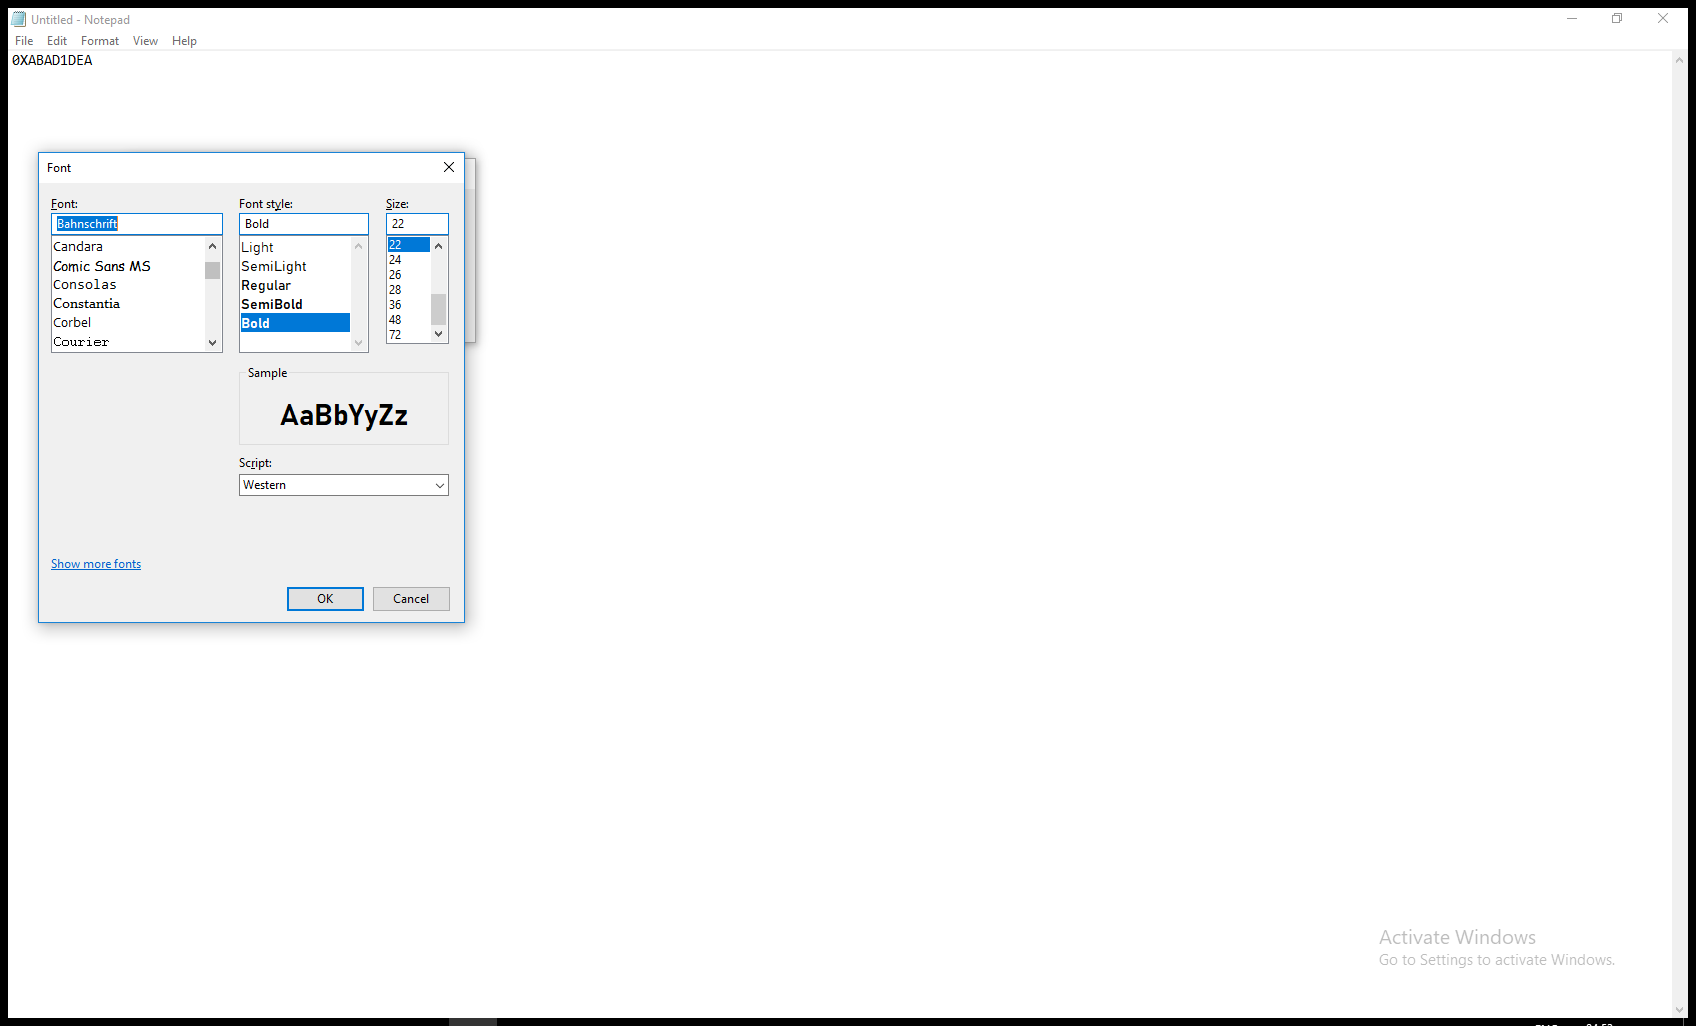 Untitled - Notepad
File Edit Format View Help
0XABAD1DEA
Font
Font: Font style: Size:
Bahnschrift Bold 22
Candara
Comic Sans MS
Consolas
Constantia
Corbel
Courier
Light
SemiLight
Regular
SemiBold
Bold
22
24
26
28
36
48
72
Sample
AaBbYyZz
Script:
Western
Show more fonts
OK Cancel
Activate Windows
Go to Settings to activate Windows.